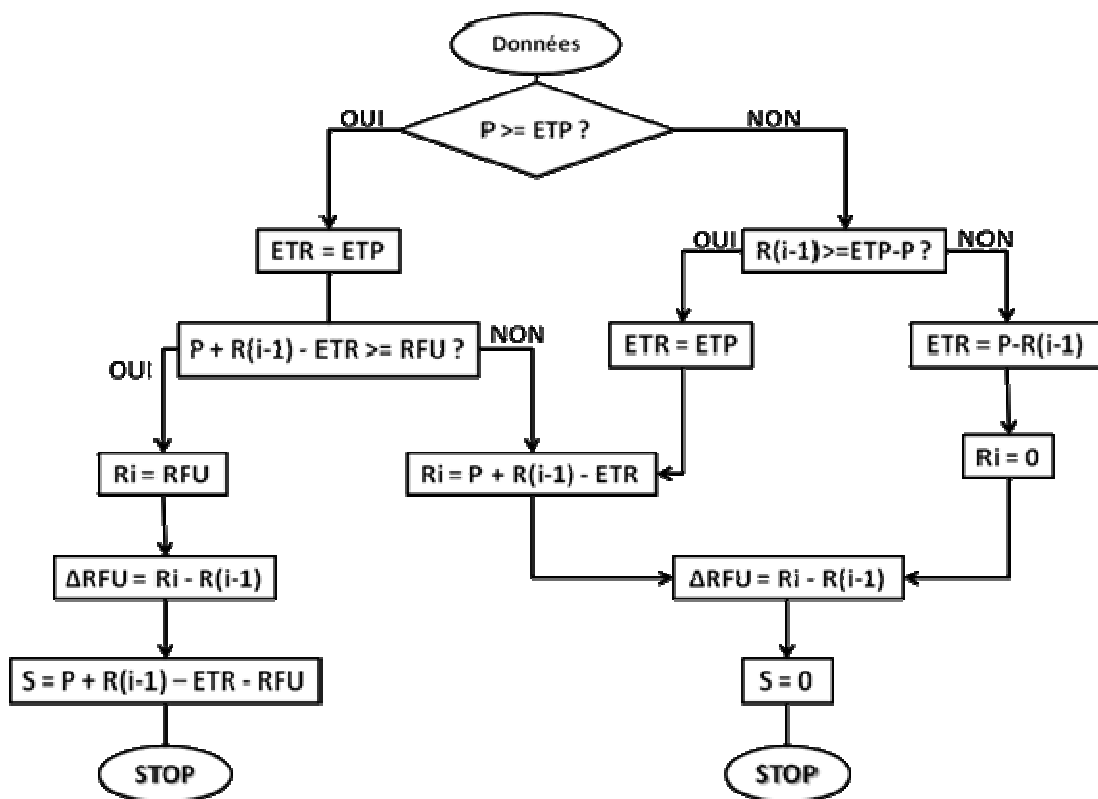 Données
OUI
P >= ETP ?
NON
ETR = ETP
OUI
R(i-1)>=ETP-P ?
NON
P + R(i-1) - ETR >= RFU ?
NON
ETR = ETP
ETR = P-R(i-1)
OUI
Ri = RFU
Ri = P + R(i-1) - ETR
Ri = 0
ΔRFU = Ri - R(i-1)
ΔRFU = Ri - R(i-1)
S = P + R(i-1) – ETR - RFU
S = 0
STOP
STOP